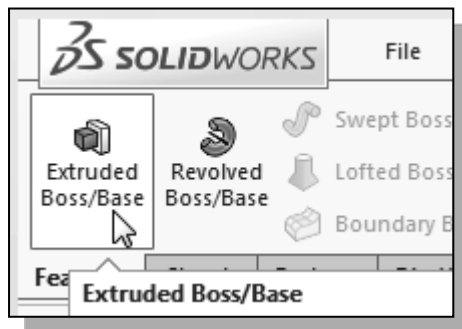 SOLIDWORKS
File
Extruded
Boss/Base
Revolved
Boss/Base
Swept Boss
Lofted Boss
Boundary B
Fea
Extruded Boss/Base